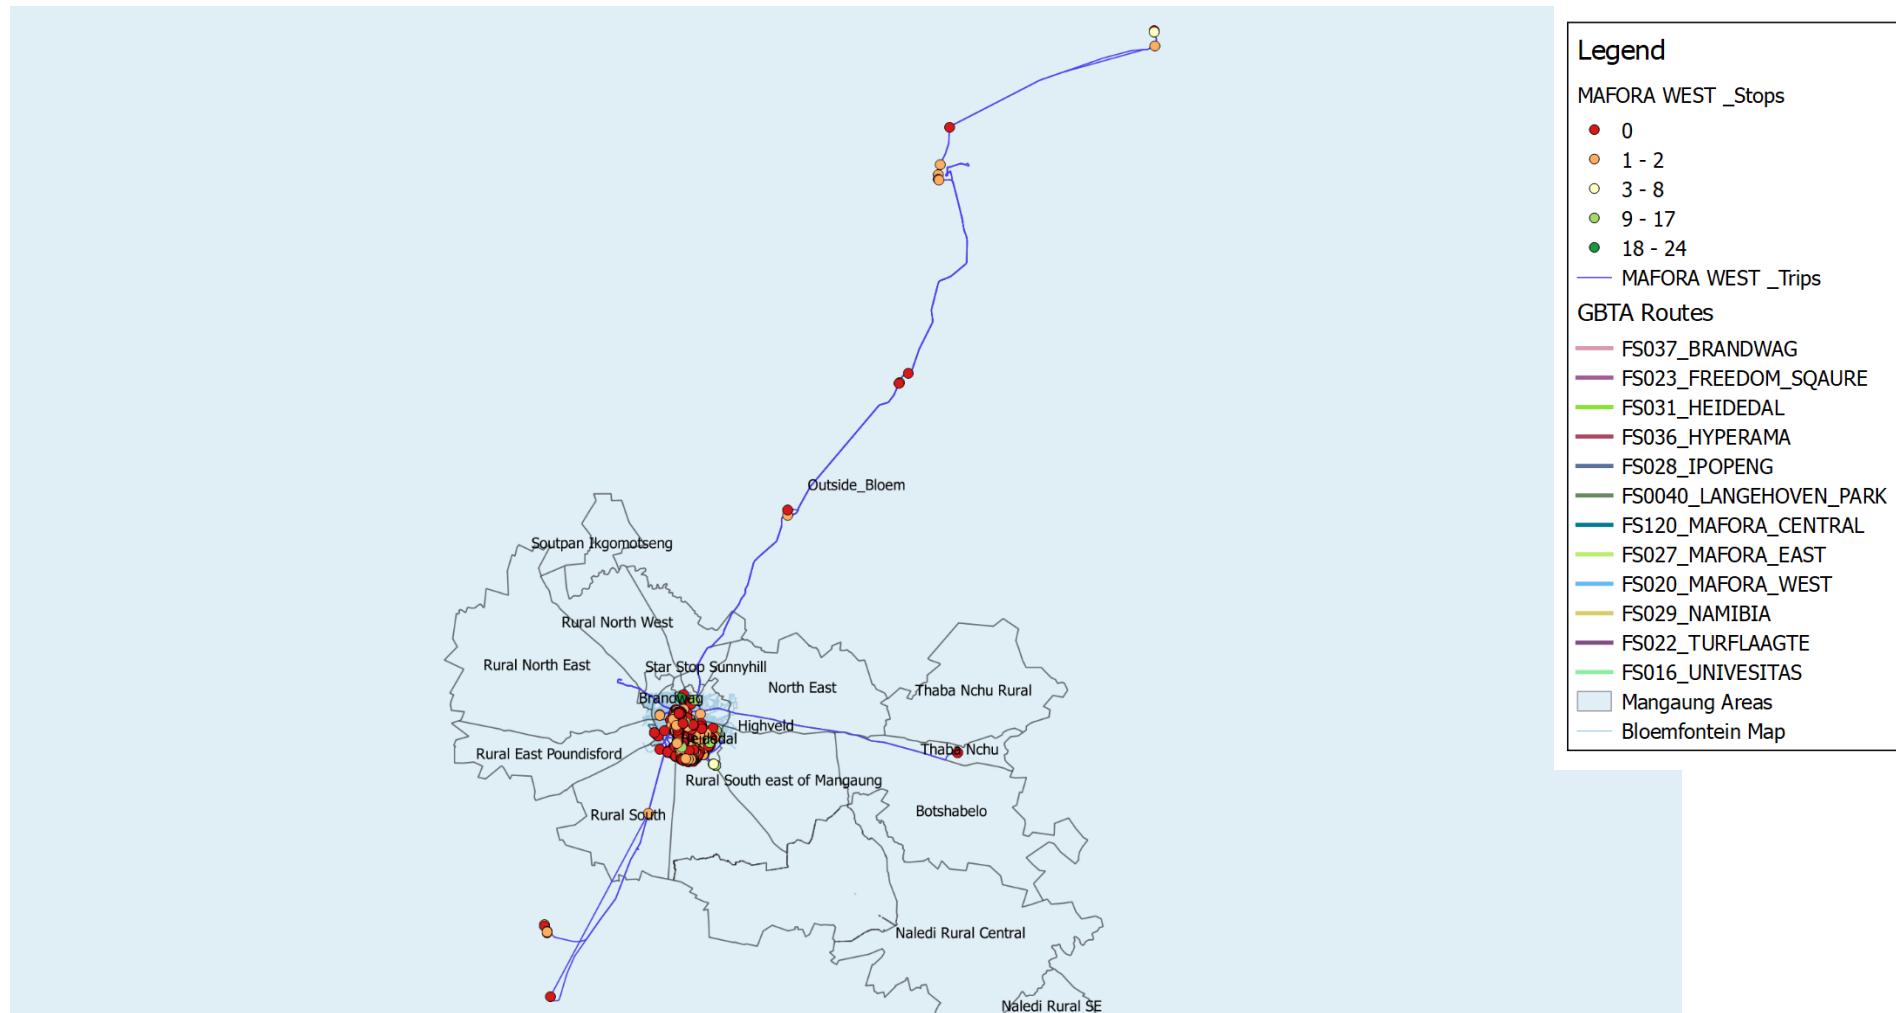 Outside_Bloem
Soutpan Ikgomotseng
Rural North West
Rural North East
Star Stop Sunnyhill
North East
Thaba Nchu Rural
Brandwag
Highveld
Heidedal
Rural East Poundisford
Thaba Nchu
Rural South east of Mangaung
Rural South
Botshabelo
Naledi Rural Central
Naledi Rural SE
Legend
MAFORA WEST _Stops
0
1 - 2
3 - 8
9 - 17
18 - 24
MAFORA WEST _Trips
GBTA Routes
FS037_BRANDWAG
FS023_FREEDOM_SQAURE
FS031_HEIDEDAL
FS036_HYPERAMA
FS028_IPOPENG
FS0040_LANGEHOVEN_PARK
FS120_MAFORA_CENTRAL
FS027_MAFORA_EAST
FS020_MAFORA_WEST
FS029_NAMIBIA
FS022_TURFLAAGTE
FS016_UNIVESITAS
Mangaung Areas
Bloemfontein Map